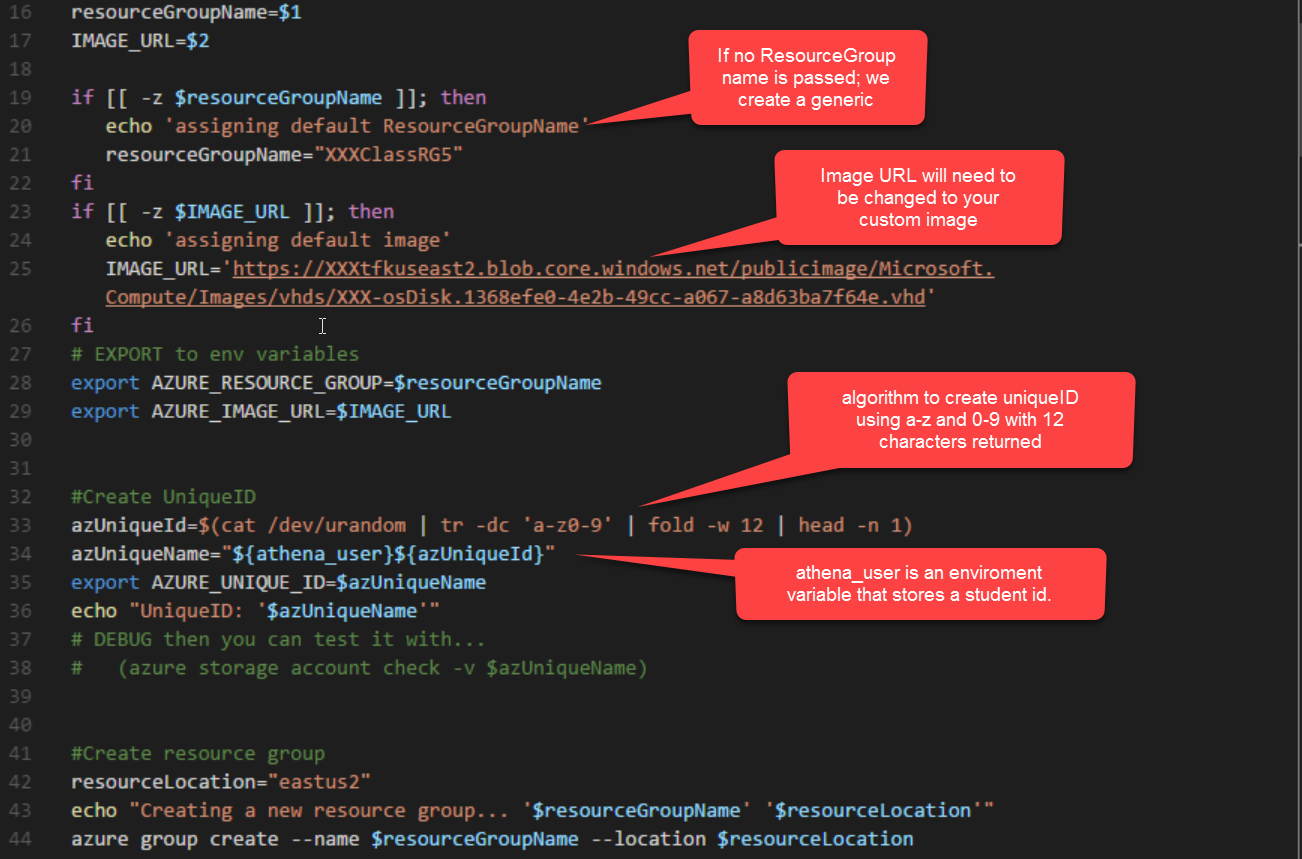 16 resourceGroupName=$1
17 IMAGE_URL=$2
18
19 if [[ -z $resourceGroupName ]]; then
20 echo 'assigning default ResourceGroupName'
21 resourceGroupName="XXXClassRG5"
22 fi
23 if [[ -z $IMAGE_URL ]]; then
24 echo 'assigning default image'
25 IMAGE_URL='https://XXXtfkuseast2.blob.core.windows.net/publicimage/Microsoft.
Compute/Images/vhds/XXX-osDisk.1368efe0-4e2b-49cc-a067-a8d63ba7f64e.vhd'
26 fi
27 # EXPORT to env variables
28 export AZURE_RESOURCE_GROUP=$resourceGroupName
29 export AZURE_IMAGE_URL=$IMAGE_URL
30
31
32 #Create UniqueID
33 azUniqueId=$(cat /dev/urandom | tr -dc 'a-z0-9' | fold -w 12 | head -n 1)
34 azUniqueName="${athena_user}${azUniqueId}"
35 export AZURE_UNIQUE_ID=$azUniqueName
36 echo "UniqueID: '$azUniqueName'"
37 # DEBUG then you can test it with...
38 # (azure storage account check -v $azUniqueName)
39
40
41 #Create resource group
42 resourceLocation="eastus2"
43 echo "Creating a new resource group... '$resourceGroupName' '$resourceLocation'"
44 azure group create --name $resourceGroupName --location $resourceLocation
If no ResourceGroup
name is passed; we
create a generic
Image URL will need to
be changed to your
custom image
algorithm to create uniqueID
using a-z and 0-9 with 12
characters returned
athena_user is an enviroment
variable that stores a student id.